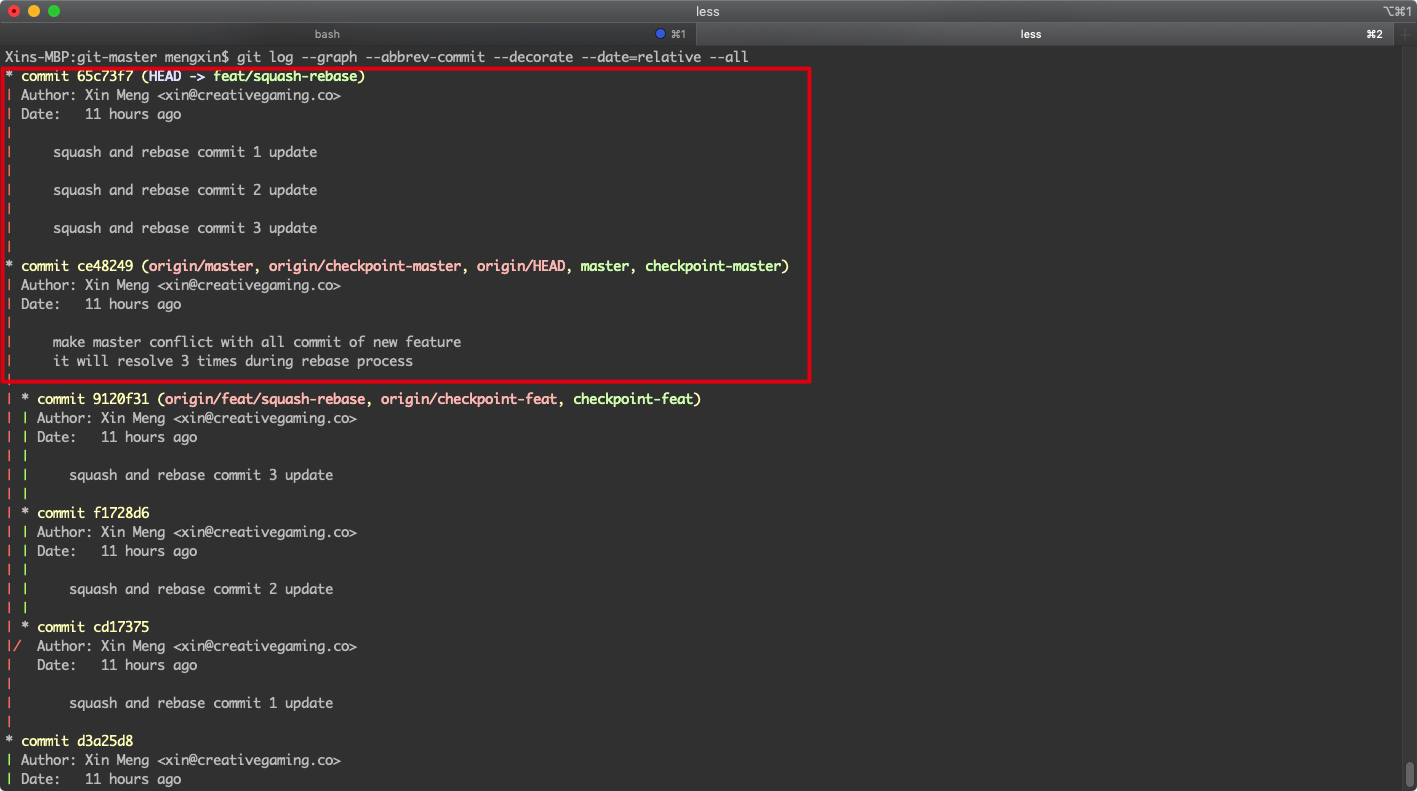 less
⌥⌘1
bash
⌘1
less
⌘2
Xins-MBP:git-master mengxin$ git log --graph --abbrev-commit --decorate --date=relative --all
* commit 65c73f7 (HEAD -> feat/squash-rebase)
| Author: Xin Meng <xin@creativegaming.co>
| Date:   11 hours ago
|
|     squash and rebase commit 1 update
|
|     squash and rebase commit 2 update
|
|     squash and rebase commit 3 update
|
* commit ce48249 (origin/master, origin/checkpoint-master, origin/HEAD, master, checkpoint-master)
| Author: Xin Meng <xin@creativegaming.co>
| Date:   11 hours ago
|
|     make master conflict with all commit of new feature
|     it will resolve 3 times during rebase process
|
| * commit 9120f31 (origin/feat/squash-rebase, origin/checkpoint-feat, checkpoint-feat)
| | Author: Xin Meng <xin@creativegaming.co>
| | Date:   11 hours ago
| |
| |     squash and rebase commit 3 update
| |
| * commit f1728d6
| | Author: Xin Meng <xin@creativegaming.co>
| | Date:   11 hours ago
| |
| |     squash and rebase commit 2 update
| |
| * commit cd17375
|/  Author: Xin Meng <xin@creativegaming.co>
|   Date:   11 hours ago
|
|       squash and rebase commit 1 update
|
* commit d3a25d8
| Author: Xin Meng <xin@creativegaming.co>
| Date:   11 hours ago